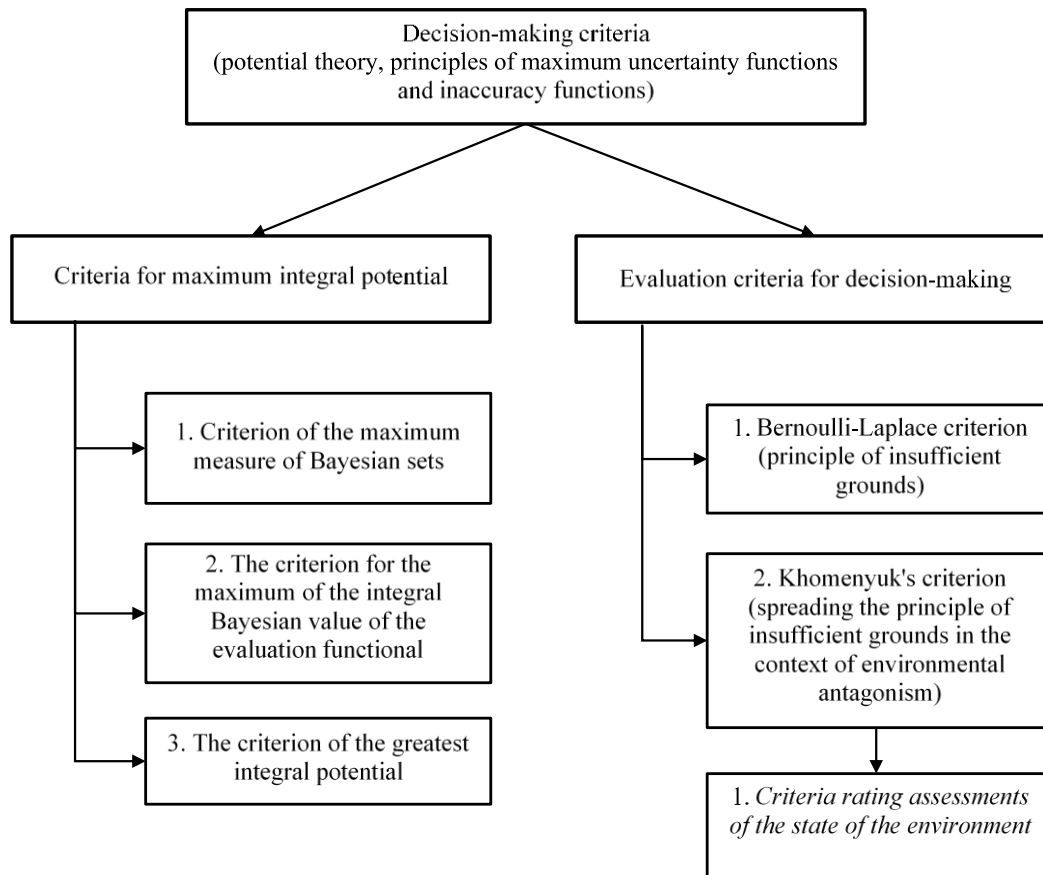 Decision-making criteria
(potential theory, principles of maximum uncertainty functions
and inaccuracy functions)
Criteria for maximum integral potential
Evaluation criteria for decision-making
1. Criterion of the maximum
measure of Bayesian sets
2. The criterion for the
maximum of the integral
Bayesian value of the
evaluation functional
3. The criterion of the greatest
integral potential
1. Bernoulli-Laplace criterion
(principle of insufficient
grounds)
2. Khomenyuk's criterion
(spreading the principle of
insufficient grounds in the
context of environmental
antagonism)
1. Criteria rating assessments
of the state of the environment